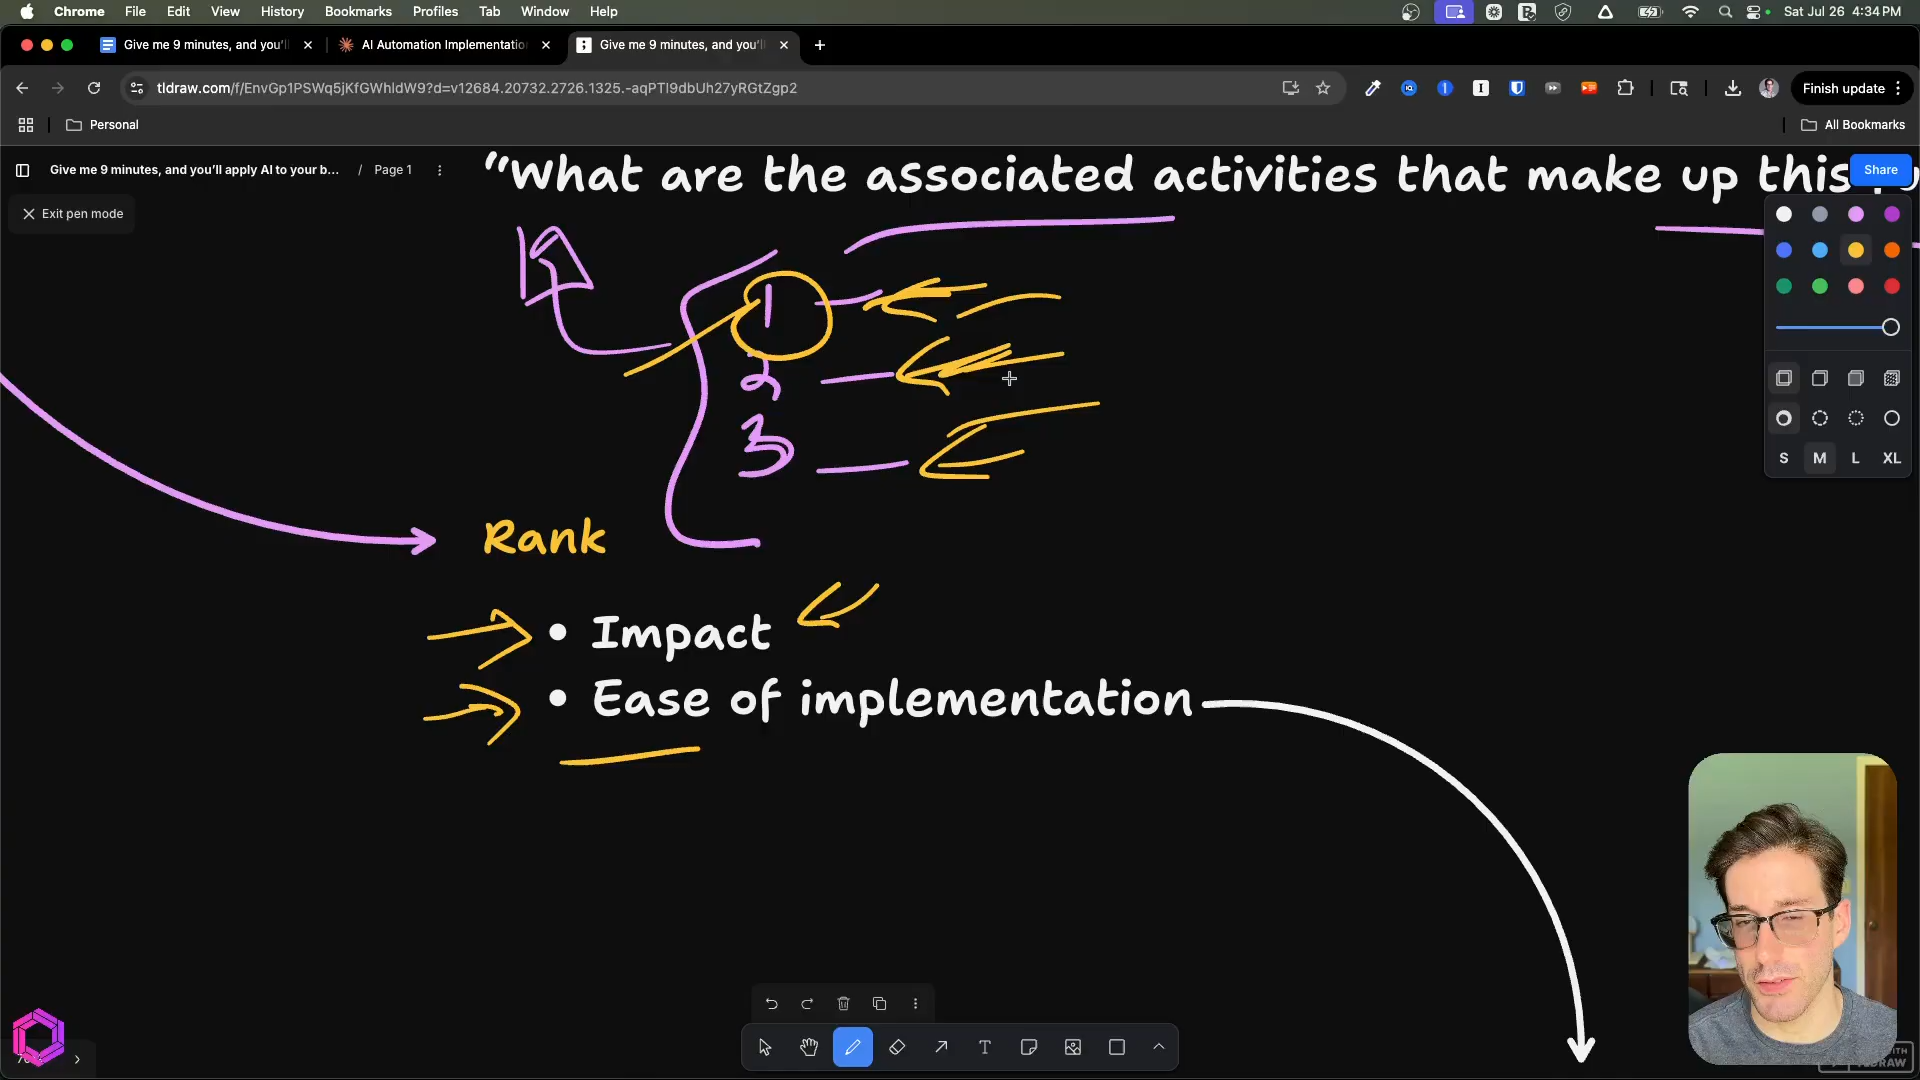 Chrome File Edit View History Bookmarks Profiles Tab Window Help Sat Jul 26 4:34 PM
Give me 9 minutes, and you'll AI Automation Implementation Give me 9 minutes, and you'll
tldraw.com/f/EnvGp1PSWq5jKfGWhldW9?d=v12684.20732.2726.1325.-aqPTl9dbUh27yRGtZgp2 Finish update
Personal All Bookmarks
Give me 9 minutes, and you'll apply AI to your b... / Page 1 Share
Exit pen mode
"What are the associated activities that make up this
1
2
3
S M L XL
Rank
• Impact
• Ease of implementation